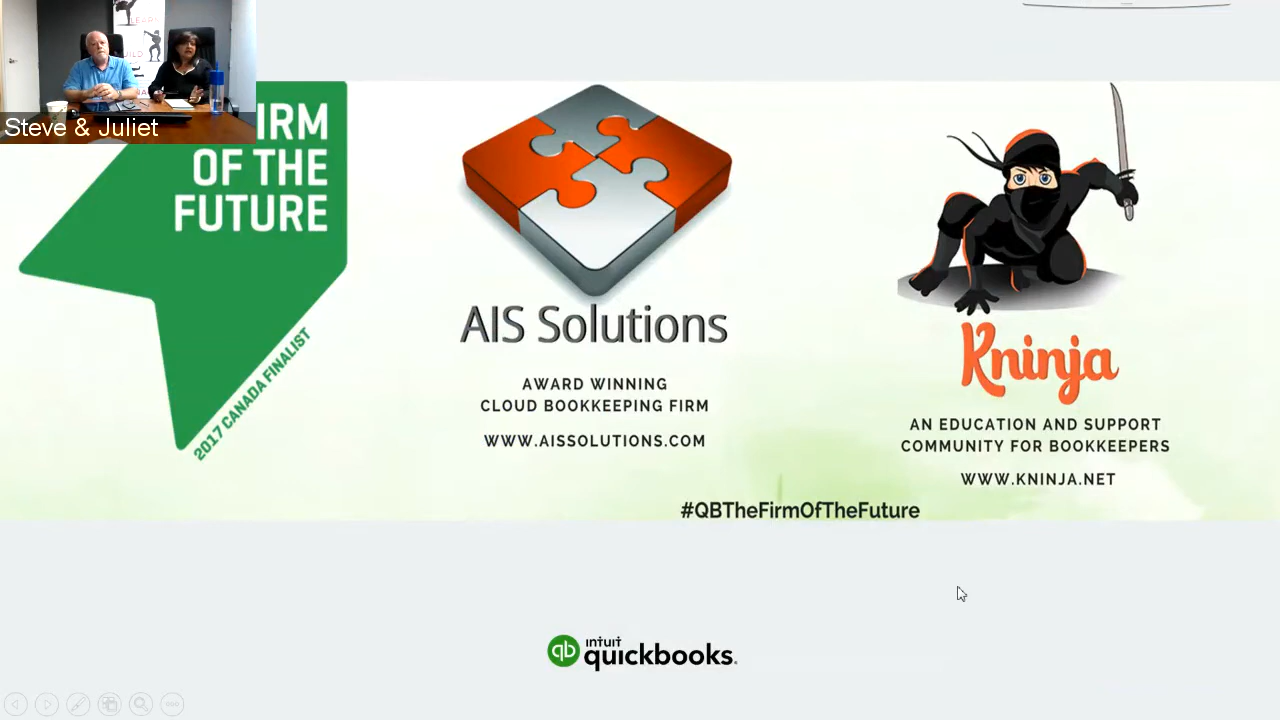 Steve & Juliet
IRM
OF THE
FUTURE
2017 CANADA FINALIST
AIS Solutions
AWARD WINNING
CLOUD BOOKKEEPING FIRM
WWW.AISSOLUTIONS.COM
Kninja
AN EDUCATION AND SUPPORT
COMMUNITY FOR BOOKKEEPERS
WWW.KNINJA.NET
#QBTheFirmOfTheFuture
qb
intuit
quickbooks.